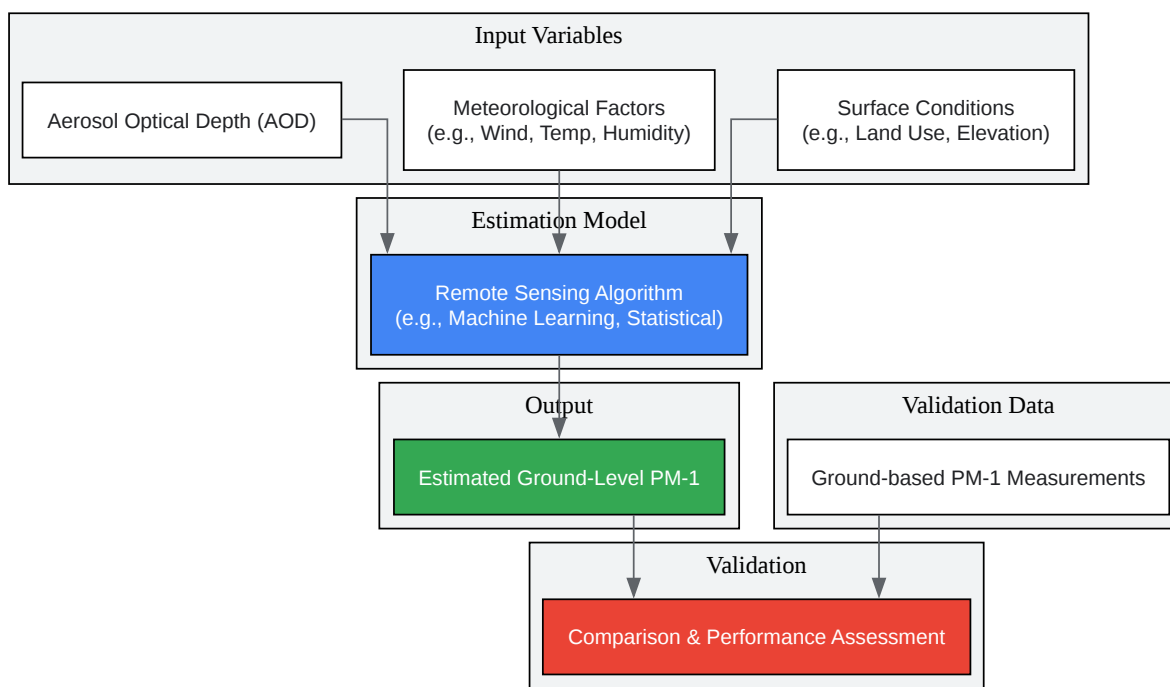 Input Variables
Aerosol Optical Depth (AOD)
Meteorological Factors
(e.g., Wind, Temp, Humidity)
Surface Conditions
(e.g., Land Use, Elevation)
Estimation Model
Remote Sensing Algorithm
(e.g., Machine Learning, Statistical)
Output
Estimated Ground-Level PM-1
Validation Data
Ground-based PM-1 Measurements
Validation
Comparison & Performance Assessment